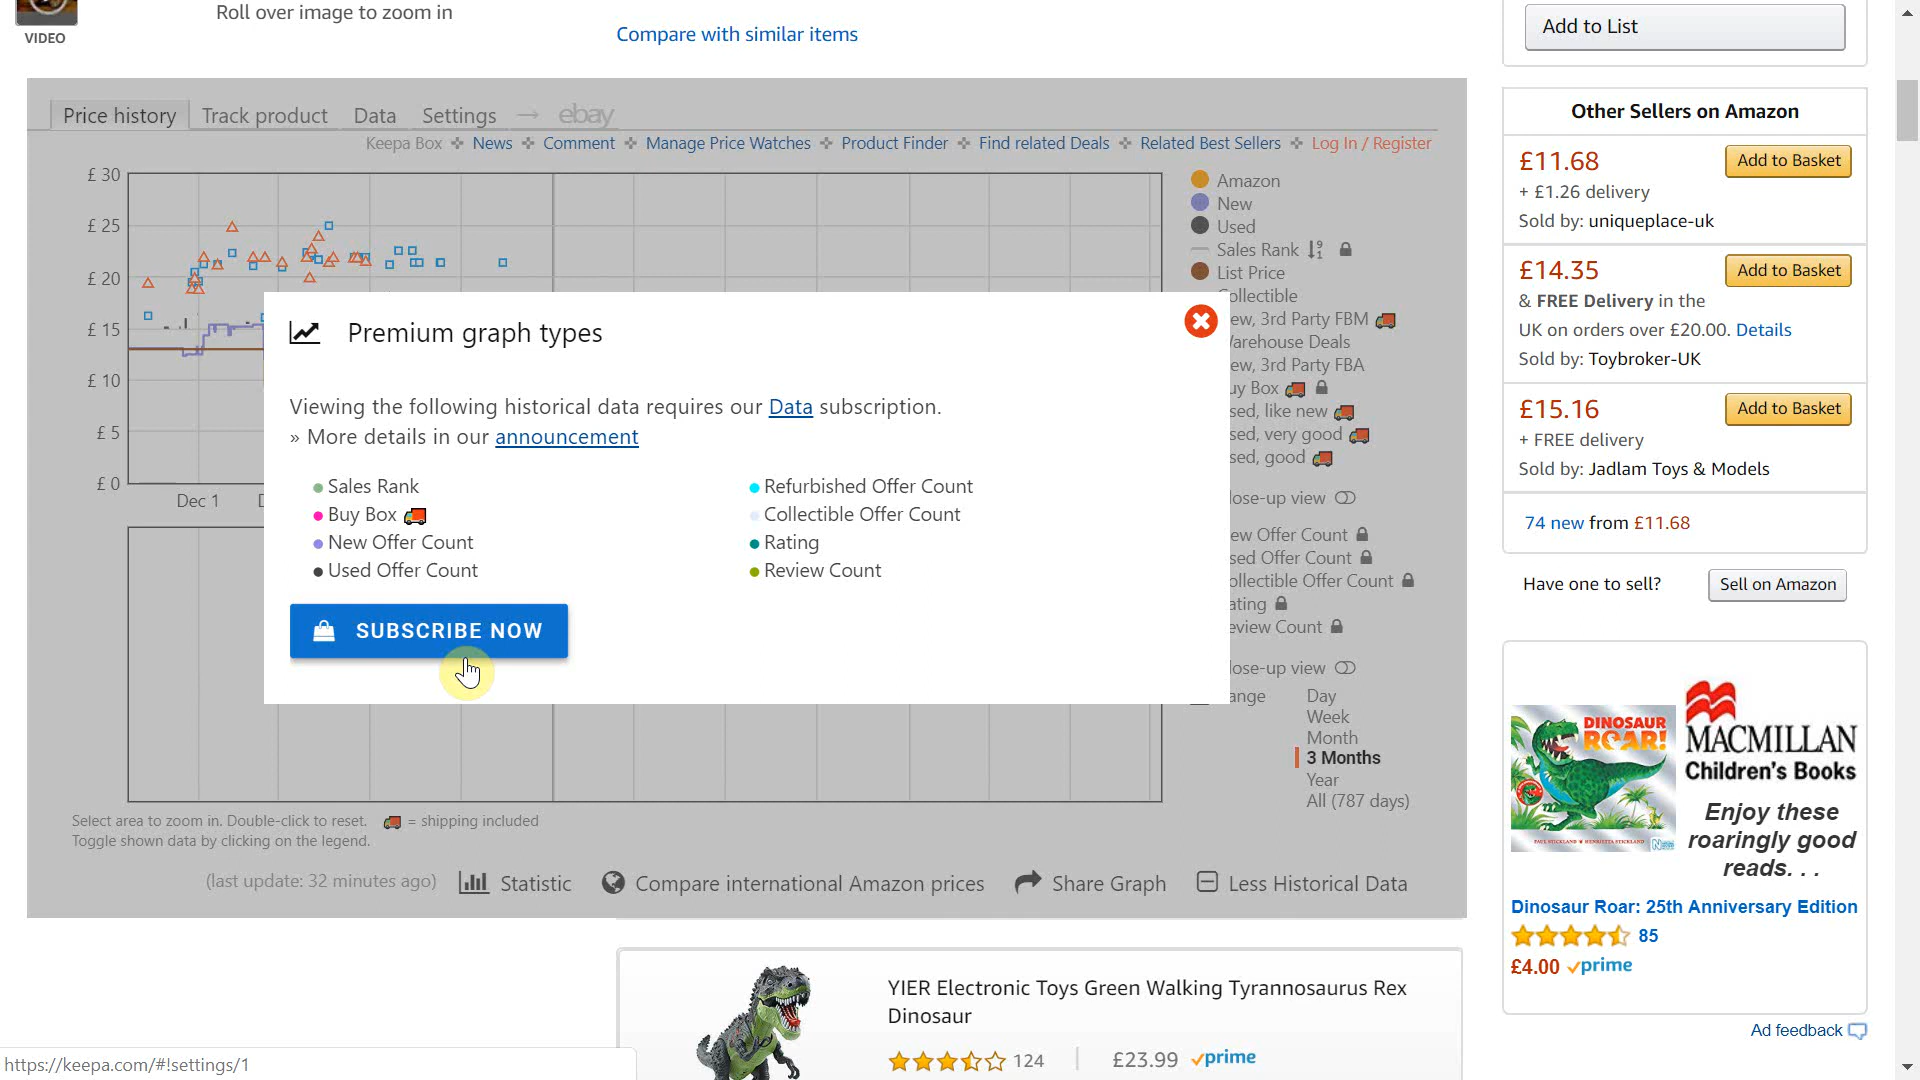 VIDEO
Roll over image to zoom in
Compare with similar items
Add to List
Price history
Track product
Data
Settings
→
ebay
Keepa Box
News
Comment
Manage Price Watches
Product Finder
Find related Deals
Related Best Sellers
Log In / Register
£ 30
£ 25
£ 20
£ 15
£ 10
£ 5
£ 0
Dec 1
Amazon
New
Used
Sales Rank
List Price
ollectible
ew, 3rd Party FBM
arehouse Deals
ew, 3rd Party FBA
uy Box
sed, like new
sed, very good
sed, good
lose-up view
ew Offer Count
sed Offer Count
ollectible Offer Count
ating
eview Count
lose-up view
ange
Day
Week
Month
3 Months
Year
All (787 days)
Premium graph types
Viewing the following historical data requires our Data subscription.
» More details in our announcement
Sales Rank
Buy Box
New Offer Count
Used Offer Count
Refurbished Offer Count
Collectible Offer Count
Rating
Review Count
SUBSCRIBE NOW
Select area to zoom in. Double-click to reset.
= shipping included
Toggle shown data by clicking on the legend.
(last update: 32 minutes ago)
Statistic
Compare international Amazon prices
Share Graph
Less Historical Data
YIER Electronic Toys Green Walking Tyrannosaurus Rex
Dinosaur
124
£23.99
prime
Other Sellers on Amazon
£11.68
Add to Basket
+ £1.26 delivery
Sold by: uniqueplace-uk
£14.35
Add to Basket
& FREE Delivery in the
UK on orders over £20.00. Details
Sold by: Toybroker-UK
£15.16
Add to Basket
+ FREE delivery
Sold by: Jadlam Toys & Models
74 new from £11.68
Have one to sell?
Sell on Amazon
DINOSAUR
ROAR!
PAUL STICKLAND
HENRIETTA STICKLAND
MACMILLAN
Children's Books
Enjoy these
roaringly good
reads. . .
Dinosaur Roar: 25th Anniversary Edition
85
£4.00 prime
Ad feedback
https://keepa.com/#!settings/1